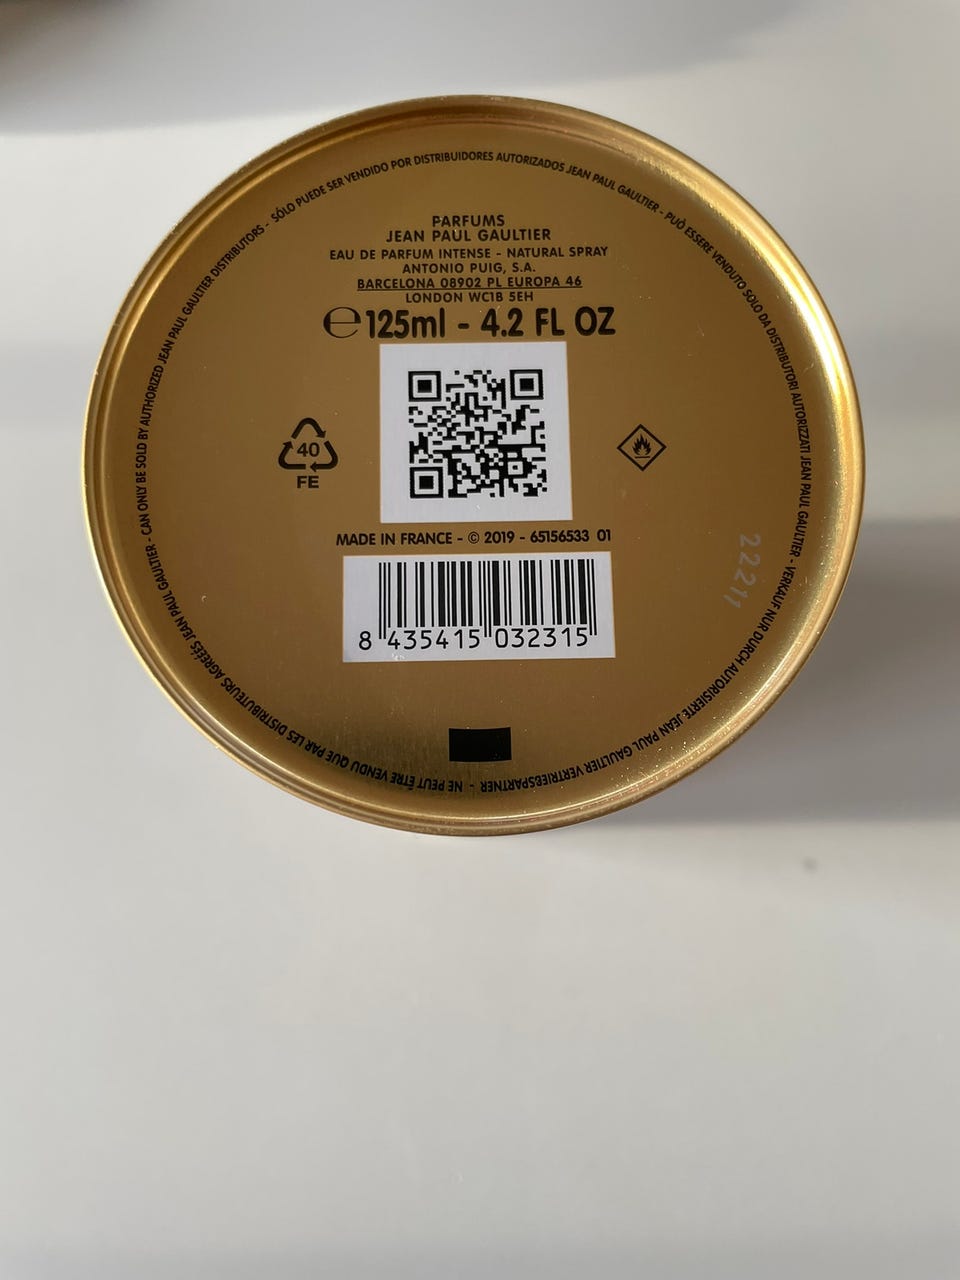 SÓLO PUEDE SER VENDIDO POR DISTRIBUIDORES AUTORIZADOS JEAN PAUL GAULTIER - PUÒ ESSERE VENDUTO SOLO DA DISTRIBUTORI AUTORIZZATI JEAN PAUL GAULTIER - VERKAUF NUR DURCH AUTORISIERTE JEAN PAUL GAULTIER VERTRIEBSPARTNER - NE PEUT ÊTRE VENDU QUE PAR LES DISTRIBUTEURS AGRÉÉS JEAN PAUL GAULTIER - CAN ONLY BE SOLD BY AUTHORIZED JEAN PAUL GAULTIER DISTRIBUTORS -
PARFUMS
JEAN PAUL GAULTIER
EAU DE PARFUM INTENSE - NATURAL SPRAY
ANTONIO PUIG, S.A.
BARCELONA 08902 PL EUROPA 46
LONDON WC1B 5EH
℮ 125ml - 4.2 FL OZ
40
FE
MADE IN FRANCE - © 2019 - 65156533 01
22211
8 435415 032315